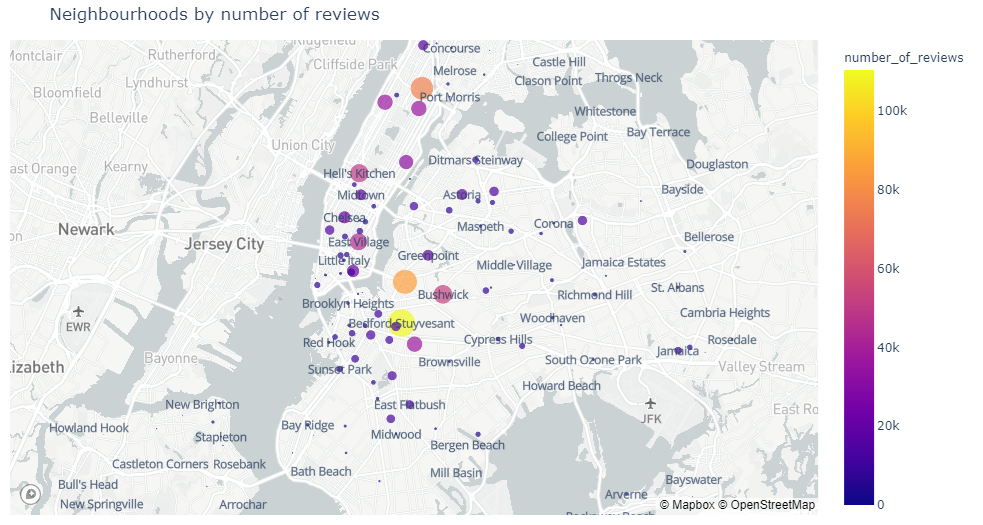 Neighbourhoods by number of reviews
Montclair
Rutherford
Ridgefield
Concourse
number_of_reviews
Cliffside Park
Castle Hill
Melrose
Throgs Neck
Lyndhurst
Clason Point
Bloomfield
Port Morris
100k
Whitestone
Belleville
College Point
Bay Terrace
Union City
Ditmars Steinway
East Orange
Kearny
Douglaston
Hell's Kitchen
80k
Bayside
Midtown
Astoria
Chelsea
Corona
Maspeth
Newark
Bellerose
Jersey City
East Village
Greenpoint
Little Italy
60k
Middle Village
Jamaica Estates
St. Albans
Bushwick
Richmond Hill
Brooklyn Heights
Cambria Heights
Woodhaven
EWR
Bedford-Stuyvesant
Red Hook
Cypress Hills
Rosedale
40k
Jamaica
Bayonne
South Ozone Park
Brownsville
lizabeth
Sunset Park
Valley Stream
Howard Beach
New Brighton
East Flatbush
JFK
East Ro
Howland Hook
Bay Ridge
20k
Stapleton
Midwood
Bergen Beach
Castleton Corners
Rosebank
Bath Beach
Mill Basin
Bull's Head
Bayswater
Arverne
New Springville
Arrochar
© Mapbox © OpenStreetMap
0